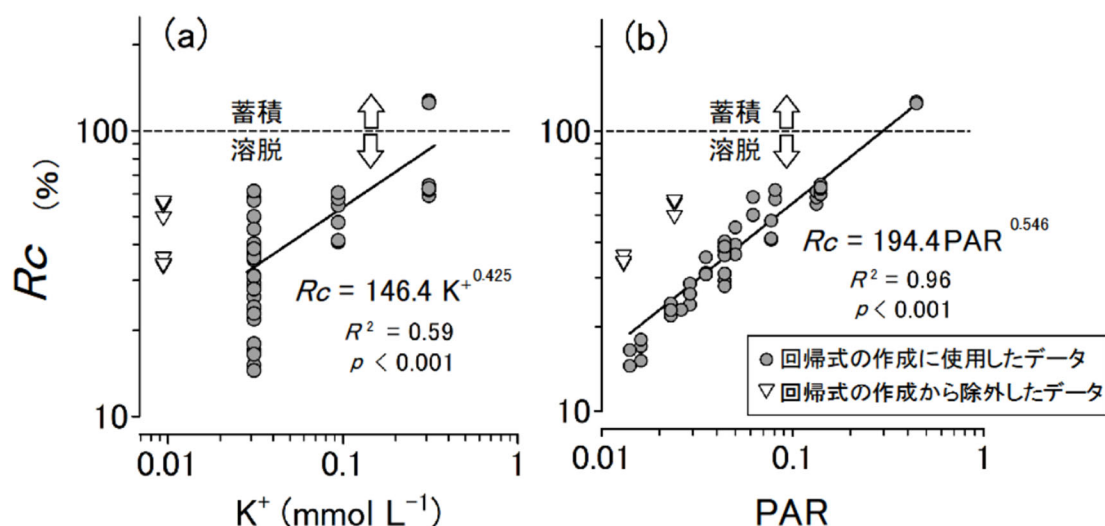 (a)
蓄積
100
溶脱
Rc (%)
Rc = 146.4 K+0.425
R2 = 0.59
p < 0.001
10
0.01
0.1
1
K+ (mmol L−1)
(b)
蓄積
100
溶脱
Rc = 194.4PAR0.546
R2 = 0.96
p < 0.001
回帰式の作成に使用したデータ
回帰式の作成から除外したデータ
10
0.01
0.1
1
PAR